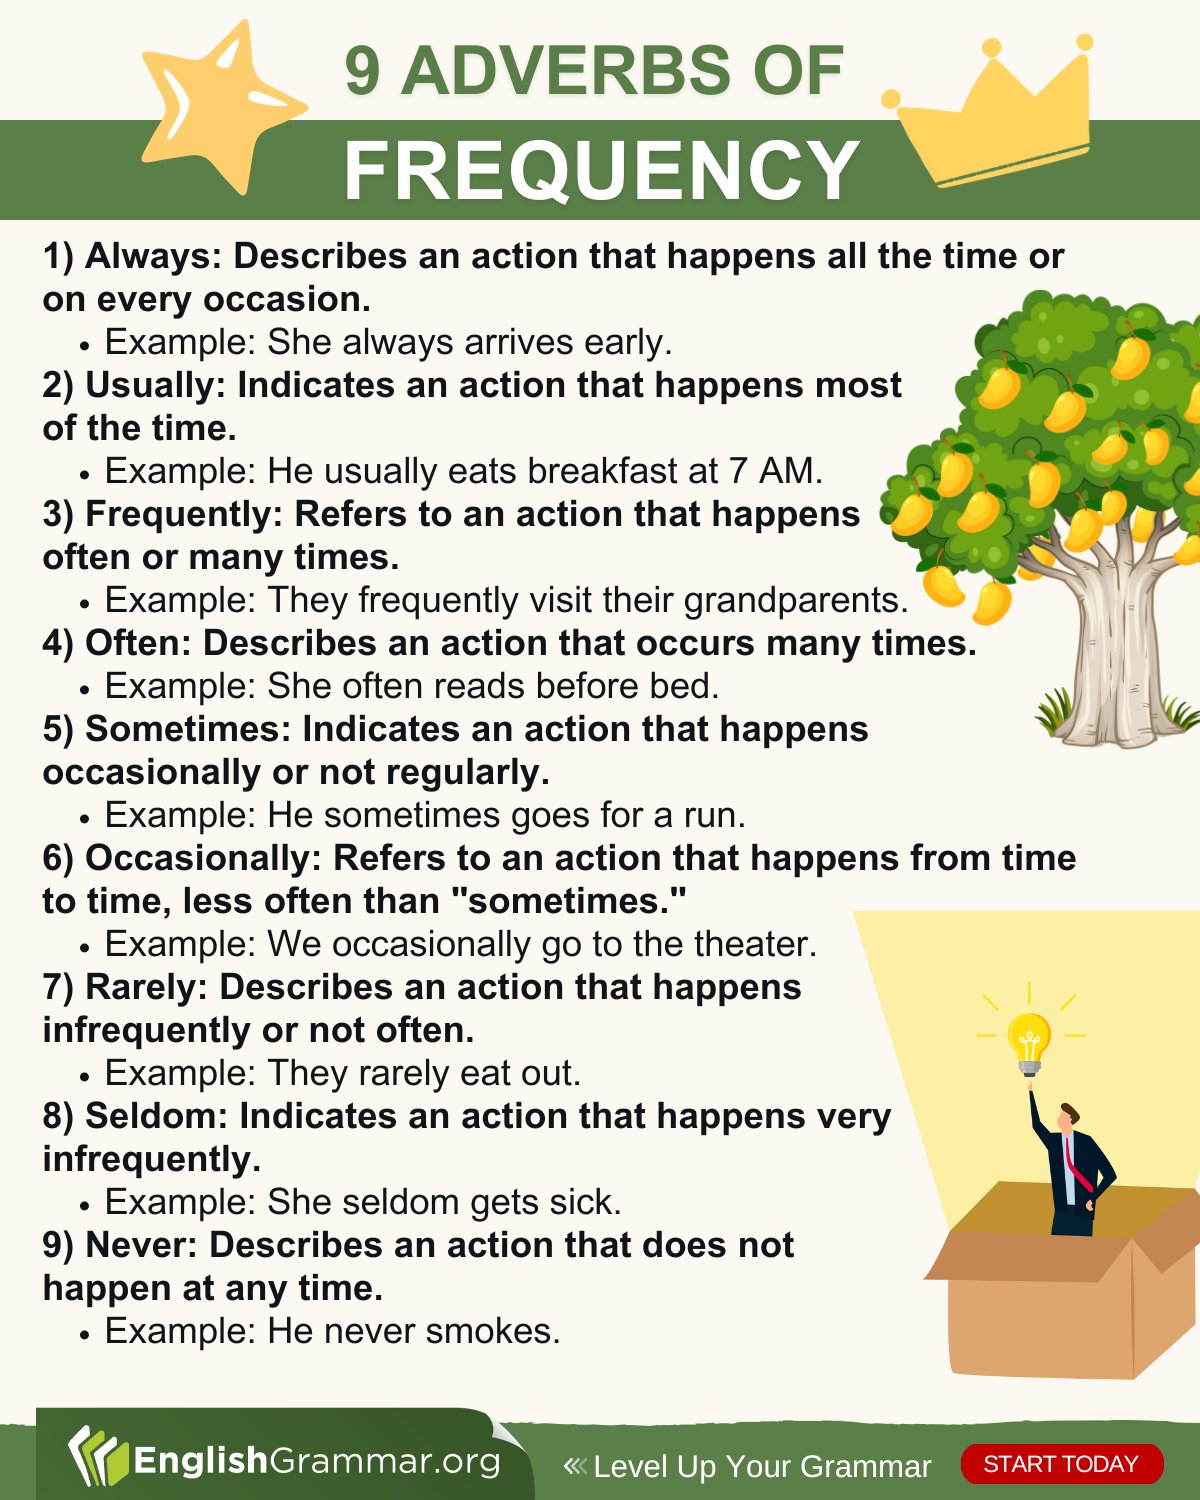 9 ADVERBS OF
FREQUENCY
1) Always: Describes an action that happens all the time or
on every occasion.
• Example: She always arrives early.
2) Usually: Indicates an action that happens most
of the time.
• Example: He usually eats breakfast at 7 AM.
3) Frequently: Refers to an action that happens
often or many times.
• Example: They frequently visit their grandparents.
4) Often: Describes an action that occurs many times.
• Example: She often reads before bed.
5) Sometimes: Indicates an action that happens
occasionally or not regularly.
• Example: He sometimes goes for a run.
6) Occasionally: Refers to an action that happens from time
to time, less often than "sometimes."
• Example: We occasionally go to the theater.
7) Rarely: Describes an action that happens
infrequently or not often.
• Example: They rarely eat out.
8) Seldom: Indicates an action that happens very
infrequently.
• Example: She seldom gets sick.
9) Never: Describes an action that does not
happen at any time.
• Example: He never smokes.
EnglishGrammar.org
Level Up Your Grammar
START TODAY